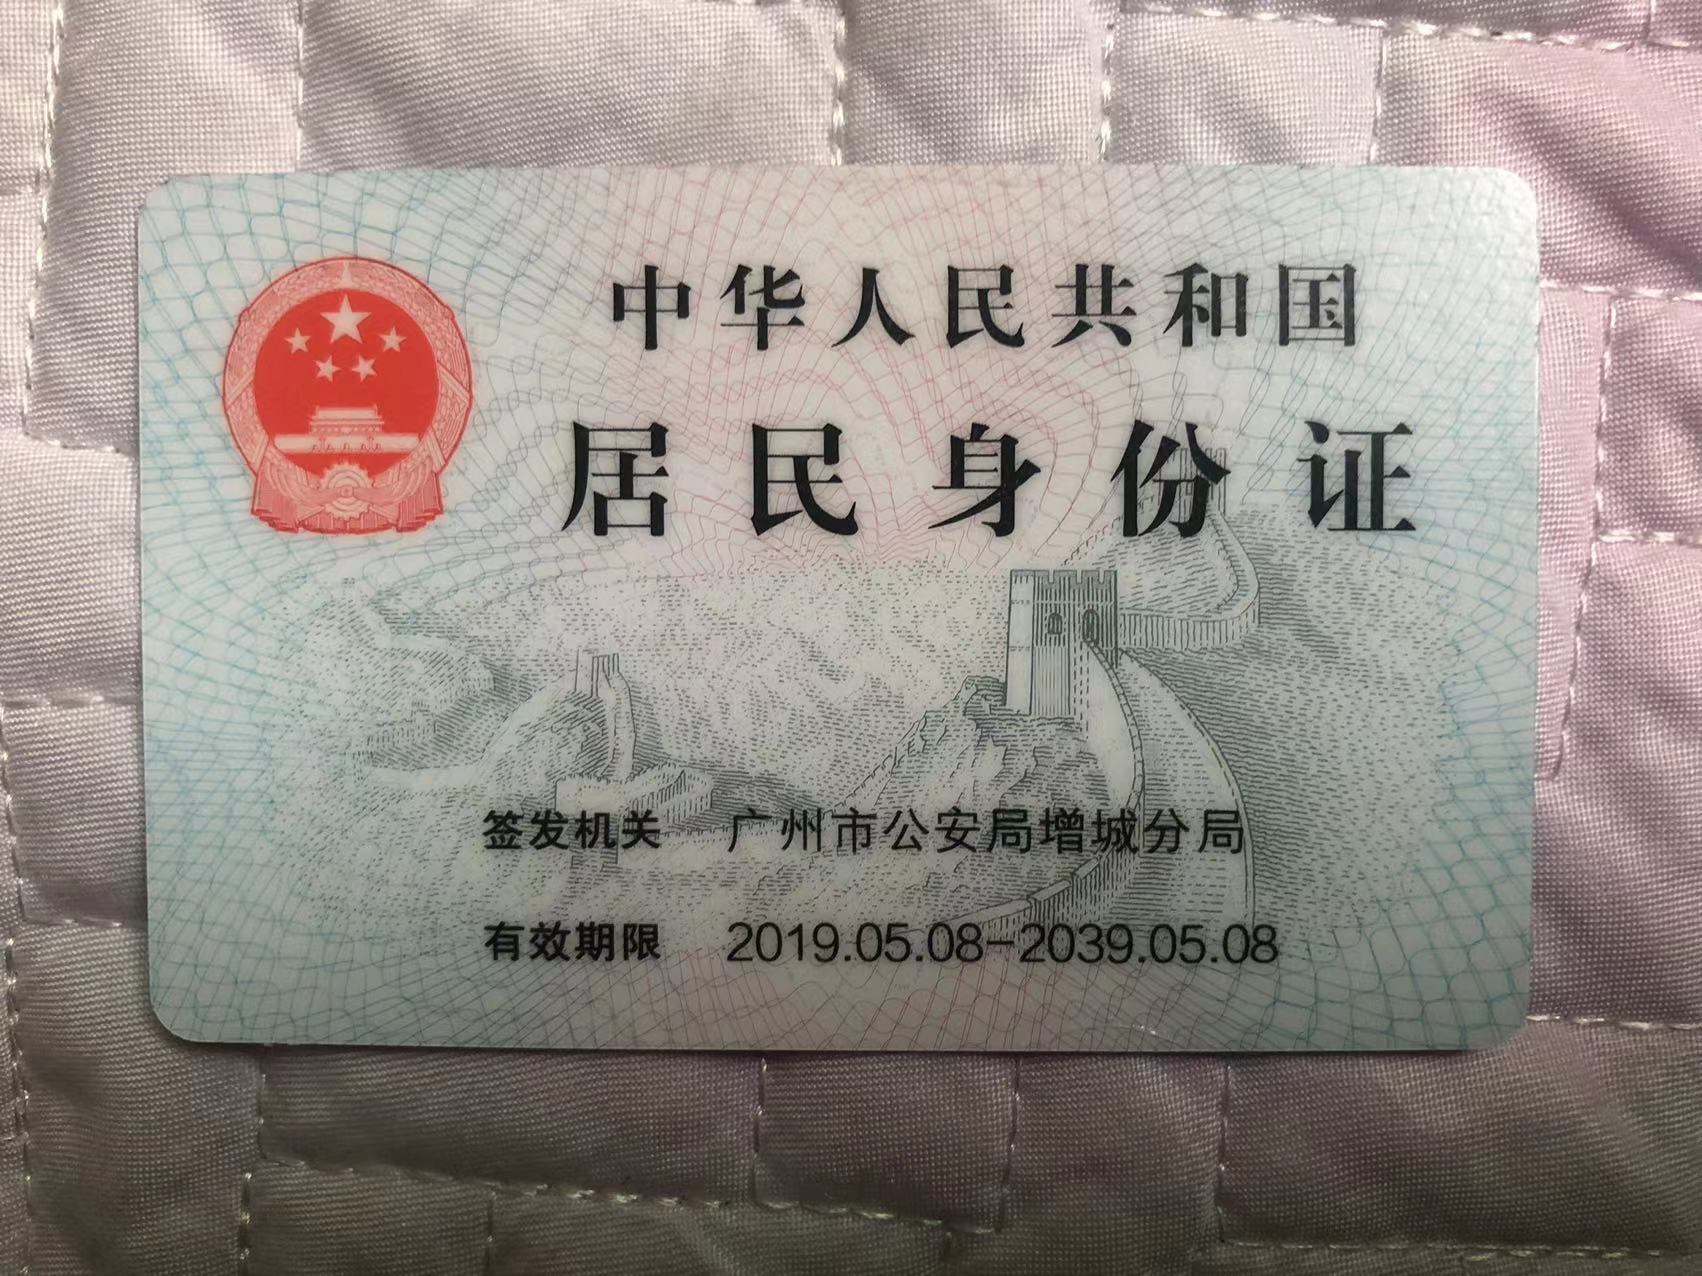 中华人民共和国
居民身份证
签发机关 广州市公安局增城分局
有效期限 2019.05.08-2039.05.08